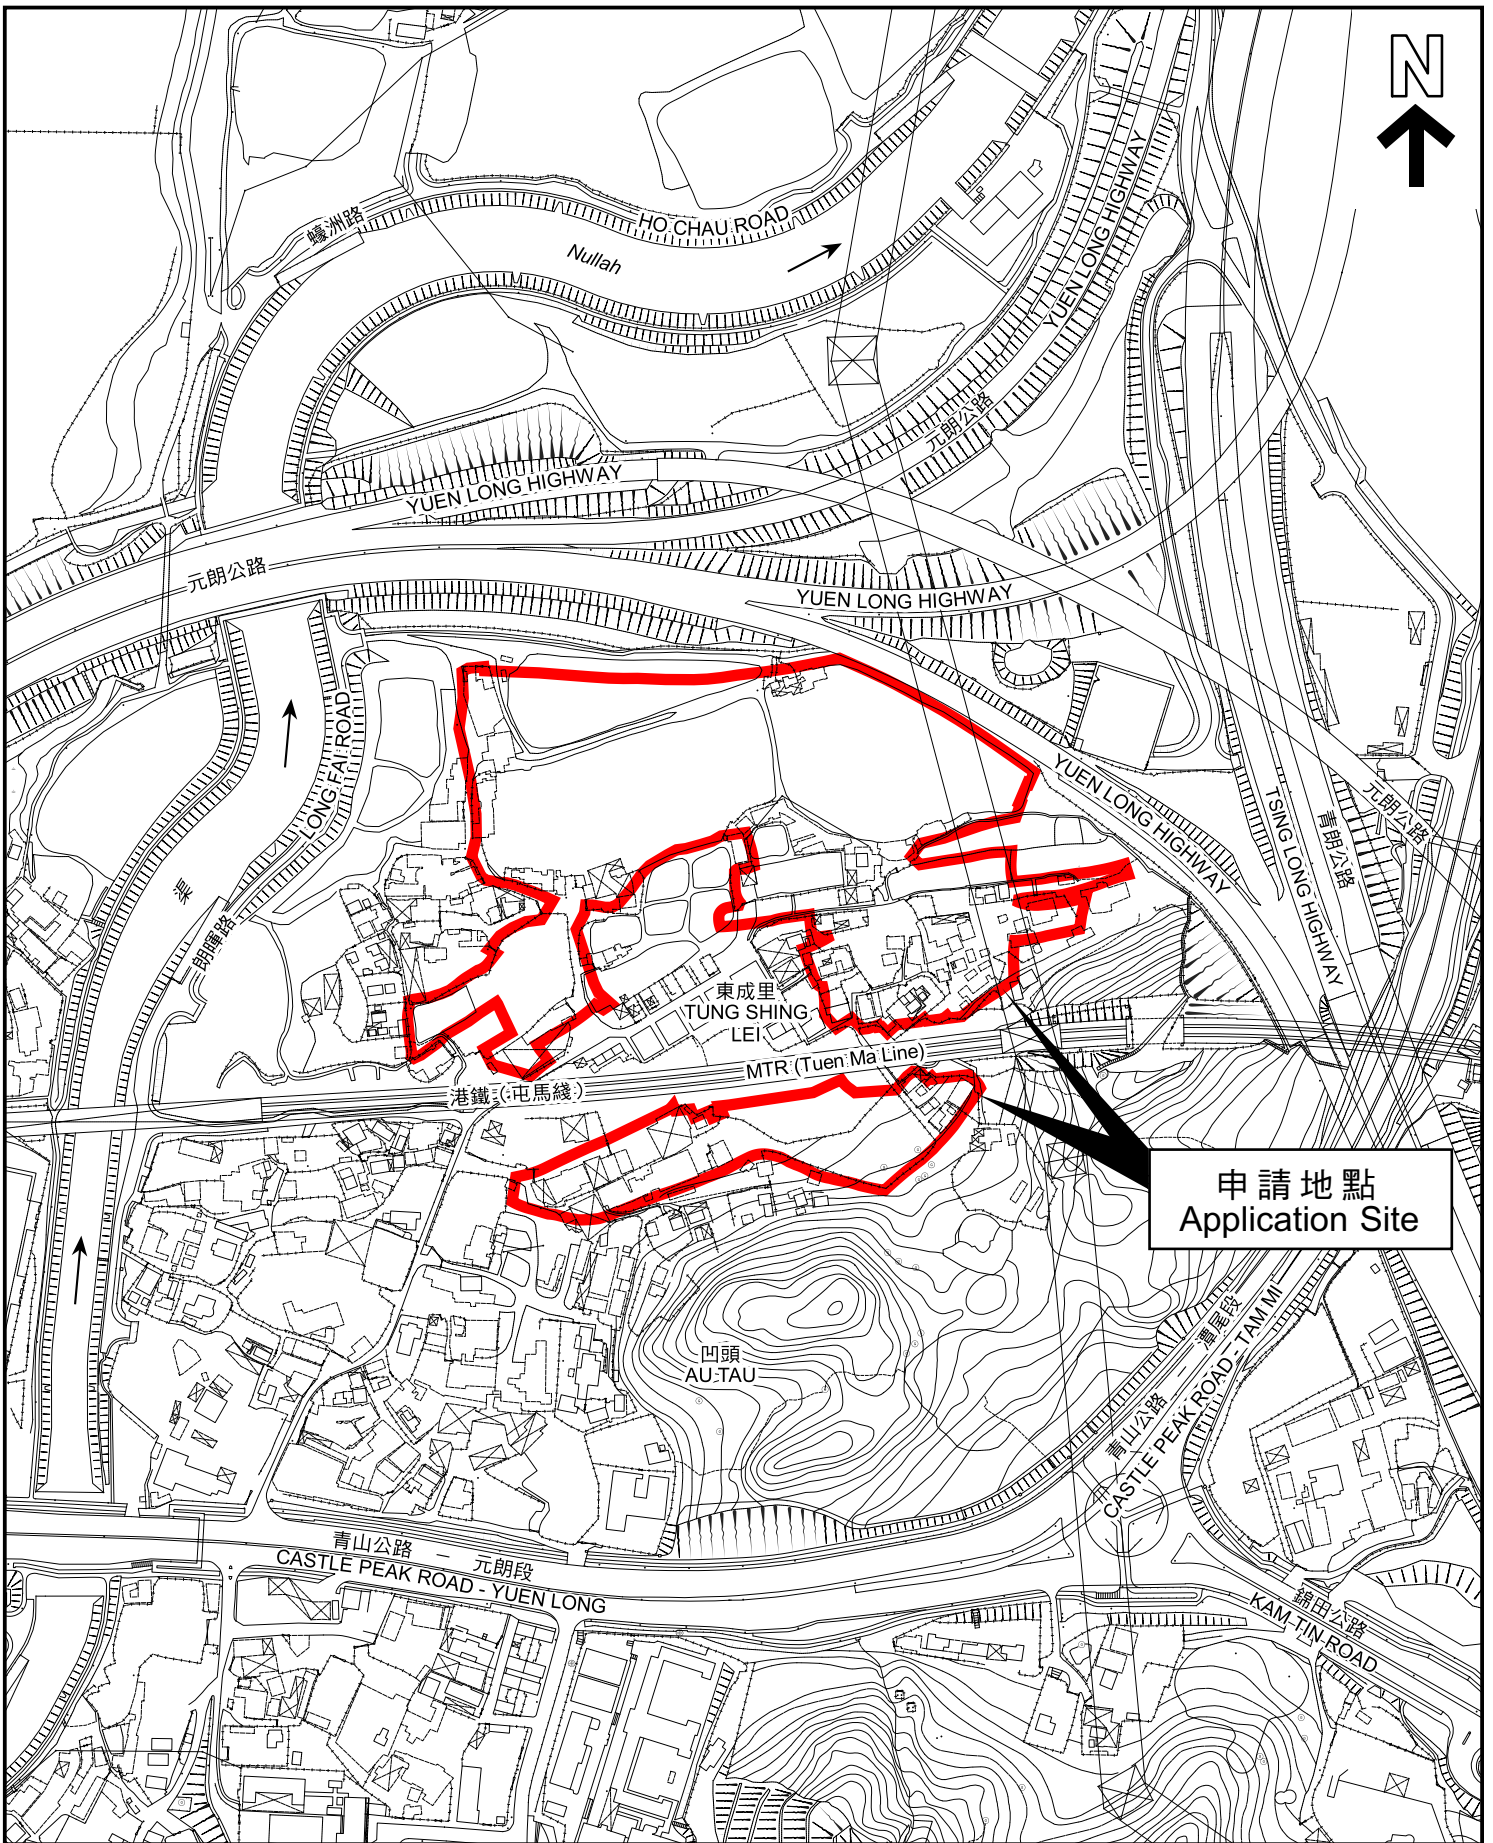 N
蠔洲路
HO CHAU ROAD
Nullah
YUEN LONG HIGHWAY
元朗公路
YUEN LONG HIGHWAY
元朗公路
YUEN LONG HIGHWAY
LONG FAI ROAD
朗暉路
渠
YUEN LONG HIGHWAY
元朗公路
TSING LONG HIGHWAY
青朗公路
東成里
TUNG SHING
LEI
MTR (Tuen Ma Line)
港鐵（屯馬綫）
申請地點
Application Site
凹頭
AU TAU
青山公路 － 潭尾段
CASTLE PEAK ROAD - TAM MI
青山公路 － 元朗段
CASTLE PEAK ROAD - YUEN LONG
錦田公路
KAM TIN ROAD